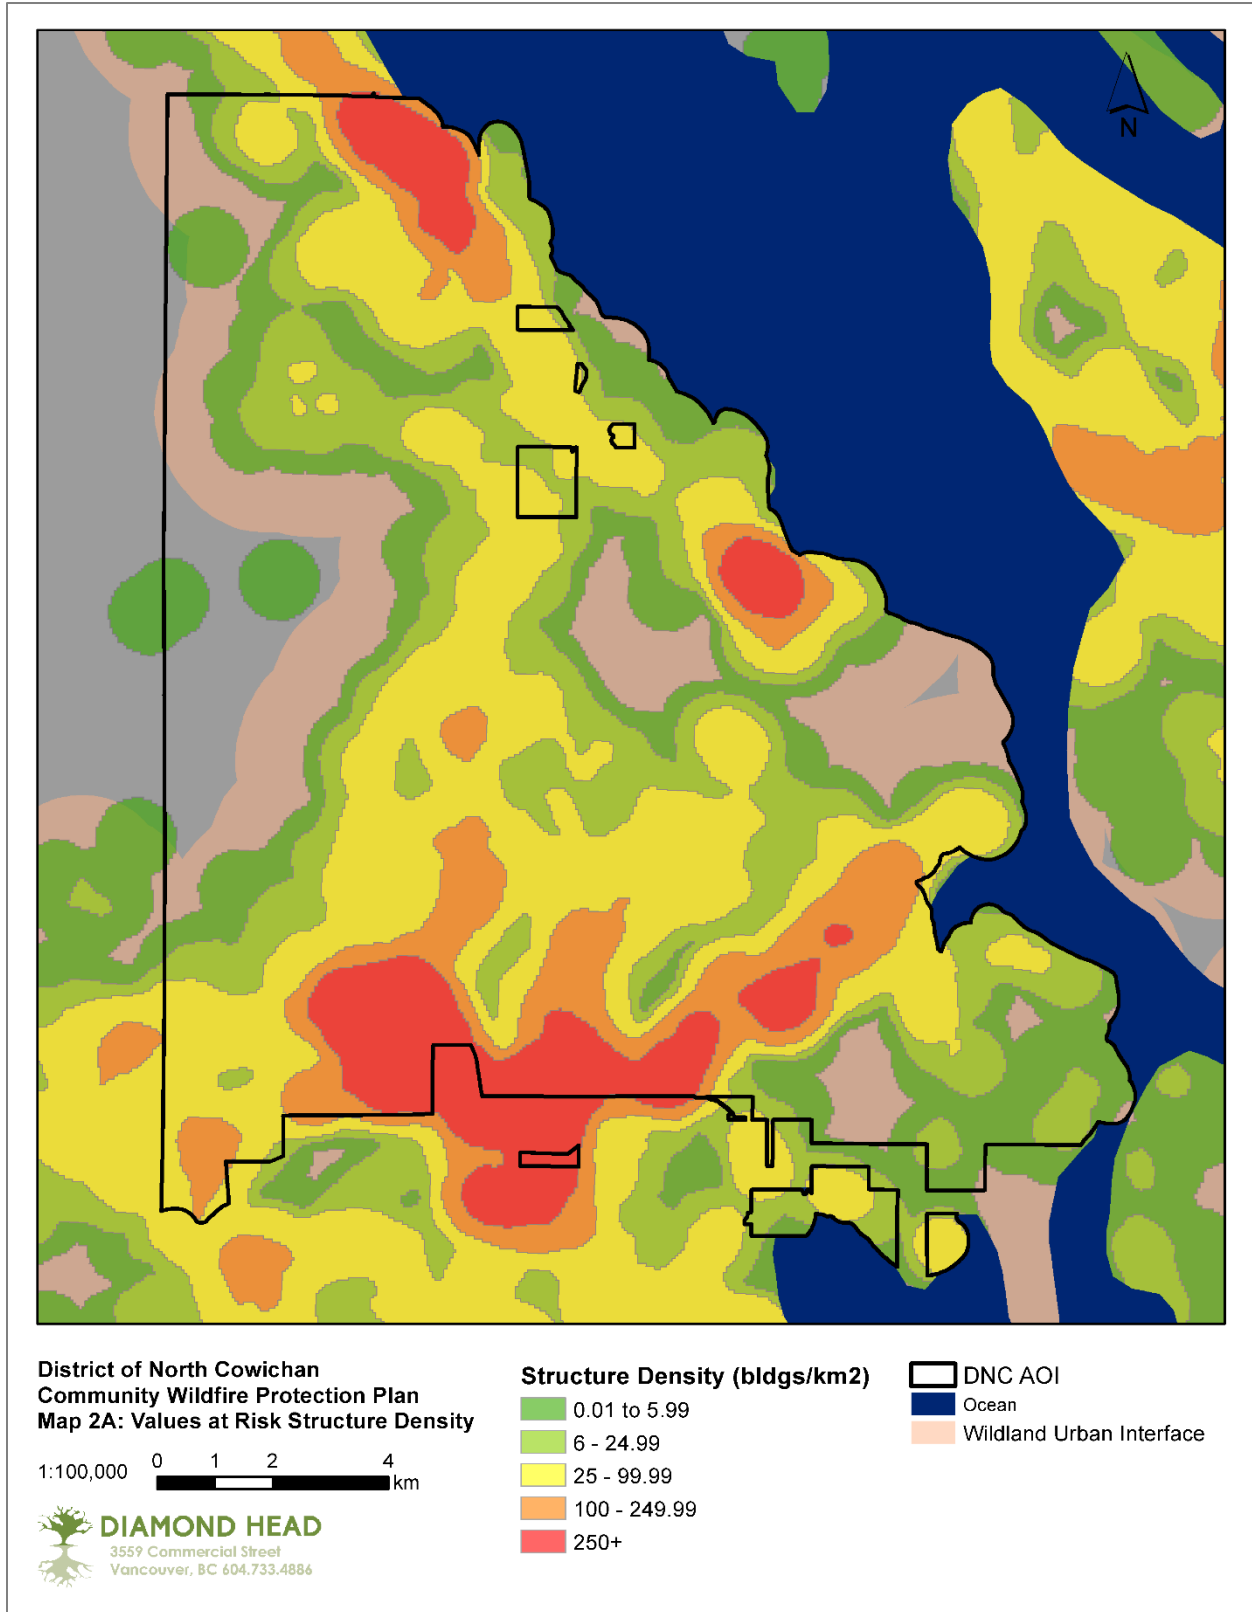 N
District of North Cowichan
Community Wildfire Protection Plan
Map 2A: Values at Risk Structure Density
1:100,000
0 1 2 4
km
DIAMOND HEAD
3559 Commercial Street
Vancouver, BC 604.733.4886
Structure Density (bldgs/km2)
0.01 to 5.99
6 - 24.99
25 - 99.99
100 - 249.99
250+
DNC AOI
Ocean
Wildland Urban Interface